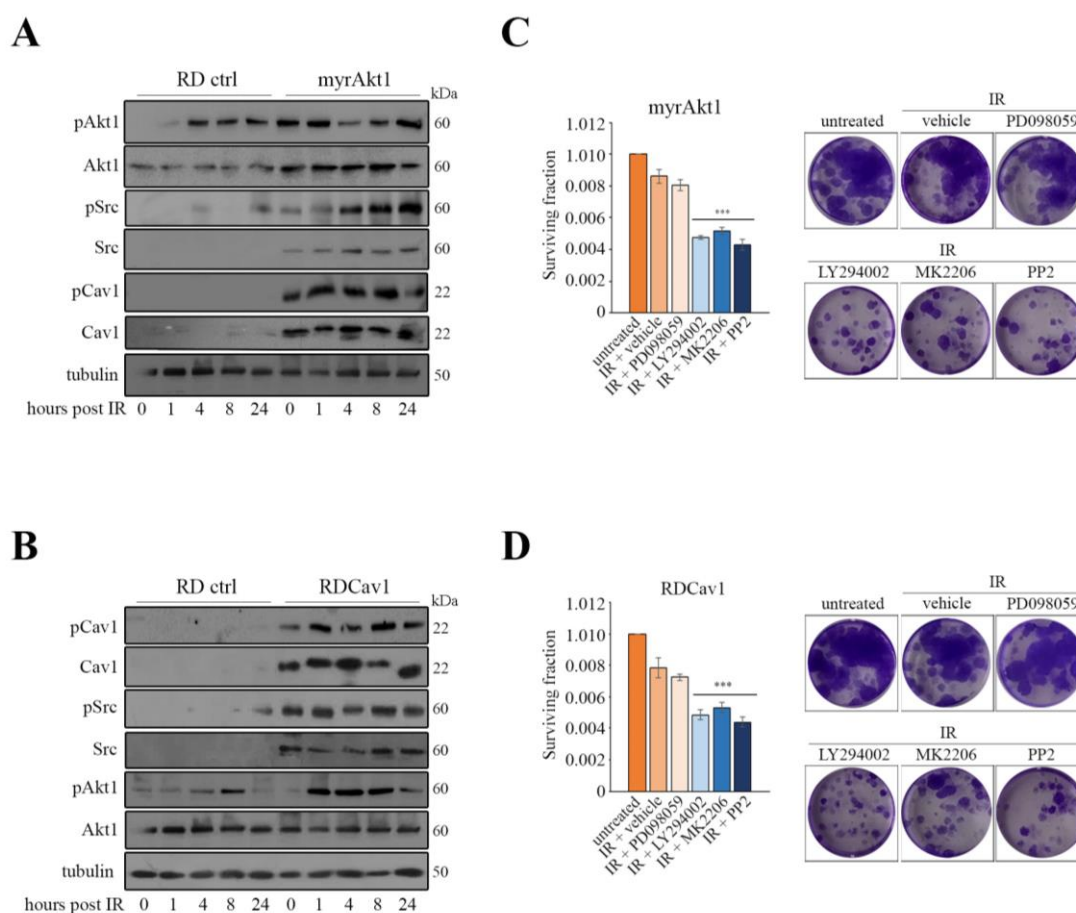 A
RD ctrl myrAkt1
kDa
pAkt1 60
Akt1 60
pSrc 60
Src 60
pCav1 22
Cav1 22
tubulin 50
hours post IR 0 1 4 8 24 0 1 4 8 24
C
myrAkt1
Surviving fraction
1.012
1.010
0.008
0.006
0.004
0.002
0
***
untreated
IR + vehicle
IR + PD098059
IR + LY294002
IR + MK2206
IR + PP2
IR
untreated vehicle PD098059
IR
LY294002 MK2206 PP2
B
RD ctrl RDCav1
kDa
pCav1 22
Cav1 22
pSrc 60
Src 60
pAkt1 60
Akt1 60
tubulin 50
hours post IR 0 1 4 8 24 0 1 4 8 24
D
RDCav1
Surviving fraction
1.012
1.010
0.008
0.006
0.004
0.002
0
***
untreated
IR + vehicle
IR + PD098059
IR + LY294002
IR + MK2206
IR + PP2
IR
untreated vehicle PD098059
IR
LY294002 MK2206 PP2